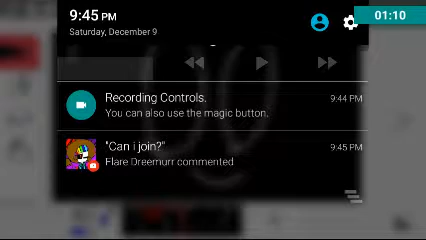 9:45 PM
01:10
Saturday, December 9
Recording Controls.
9:44 PM
You can also use the magic button.
"Can i join?"
9:45 PM
Flare Dreemurr commented